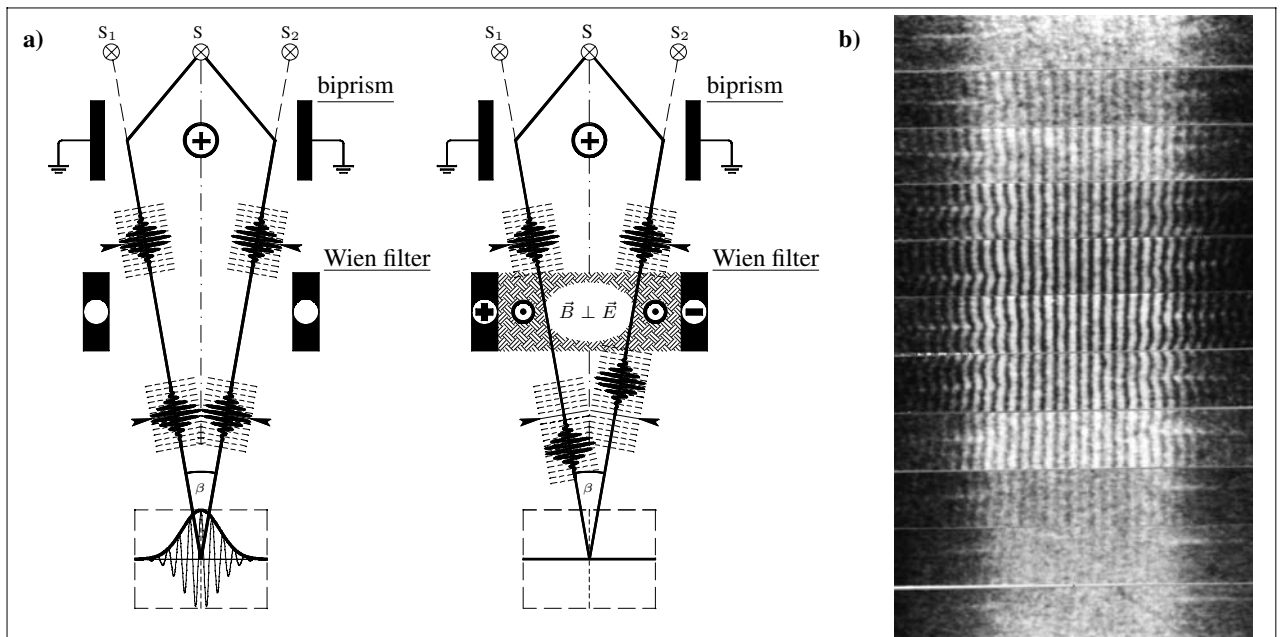 a)
S₁ S S₂
biprism
Wien filter
β
S₁ S S₂
biprism
Wien filter
B⃗ ⊥ E⃗
β
b)